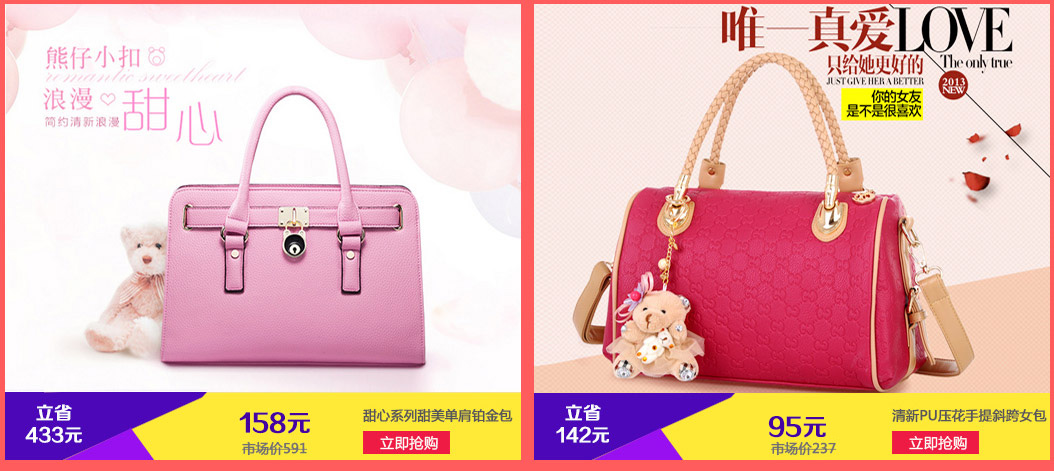 熊仔小扣
romantic sweetheart
浪漫♡甜心
简约清新浪漫
立省
433元
158元
市场价591
甜心系列甜美单肩铂金包
立即抢购
唯一真爱LOVE
只给她更好的 The only true
JUST GIVE HER A BETTER
2013
NEW
你的女友
是不是很喜欢
立省
142元
95元
市场价237
清新PU压花手提斜跨女包
立即抢购